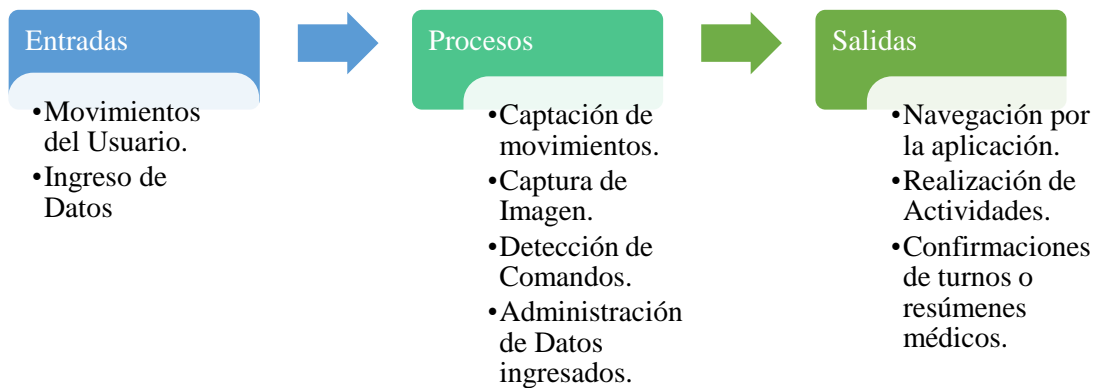 Entradas
•Movimientos
del Usuario.
•Ingreso de
Datos
Procesos
•Captación de
movimientos.
•Captura de
Imagen.
•Detección de
Comandos.
•Administración
de Datos
ingresados.
Salidas
•Navegación por
la aplicación.
•Realización de
Actividades.
•Confirmaciones
de turnos o
resúmenes
médicos.